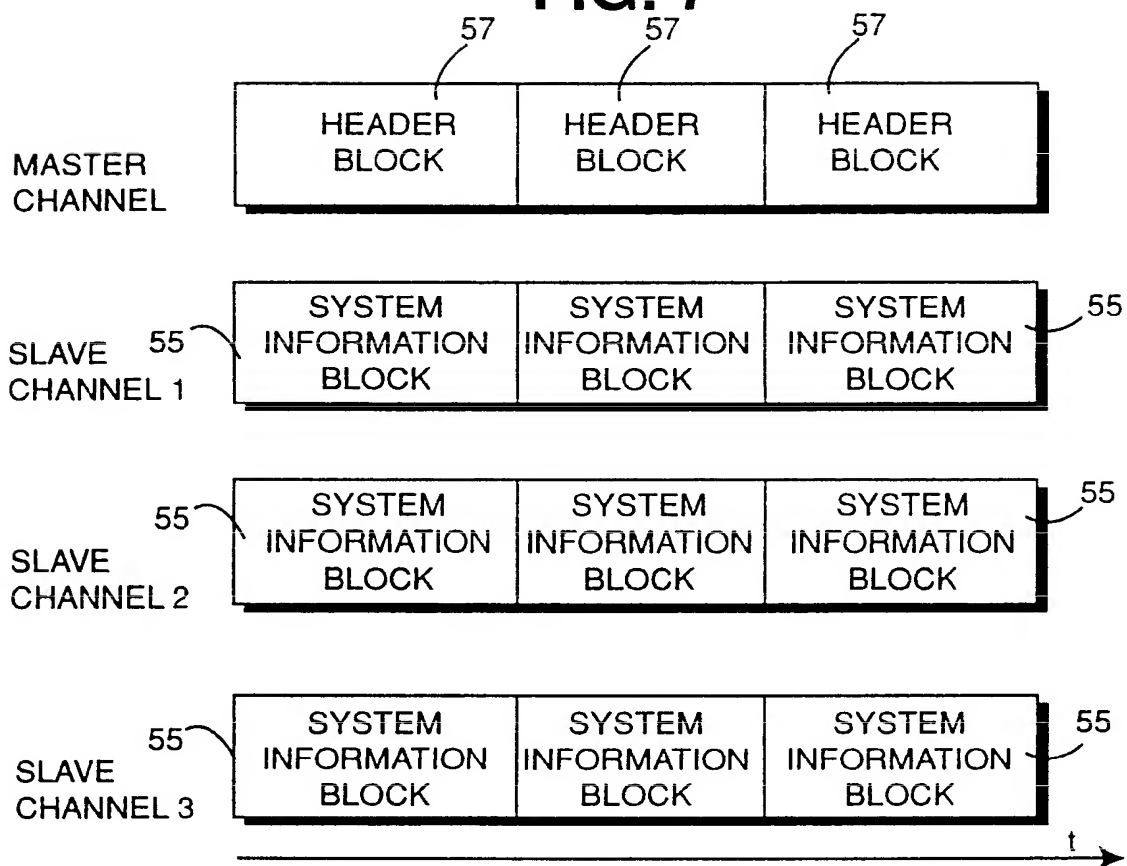 57 57 57
HEADER BLOCK HEADER BLOCK HEADER BLOCK
MASTER CHANNEL
SYSTEM INFORMATION BLOCK SYSTEM INFORMATION BLOCK SYSTEM INFORMATION BLOCK
55 55
SLAVE CHANNEL 1
SYSTEM INFORMATION BLOCK SYSTEM INFORMATION BLOCK SYSTEM INFORMATION BLOCK
55 55
SLAVE CHANNEL 2
SYSTEM INFORMATION BLOCK SYSTEM INFORMATION BLOCK SYSTEM INFORMATION BLOCK
55 55
SLAVE CHANNEL 3
t